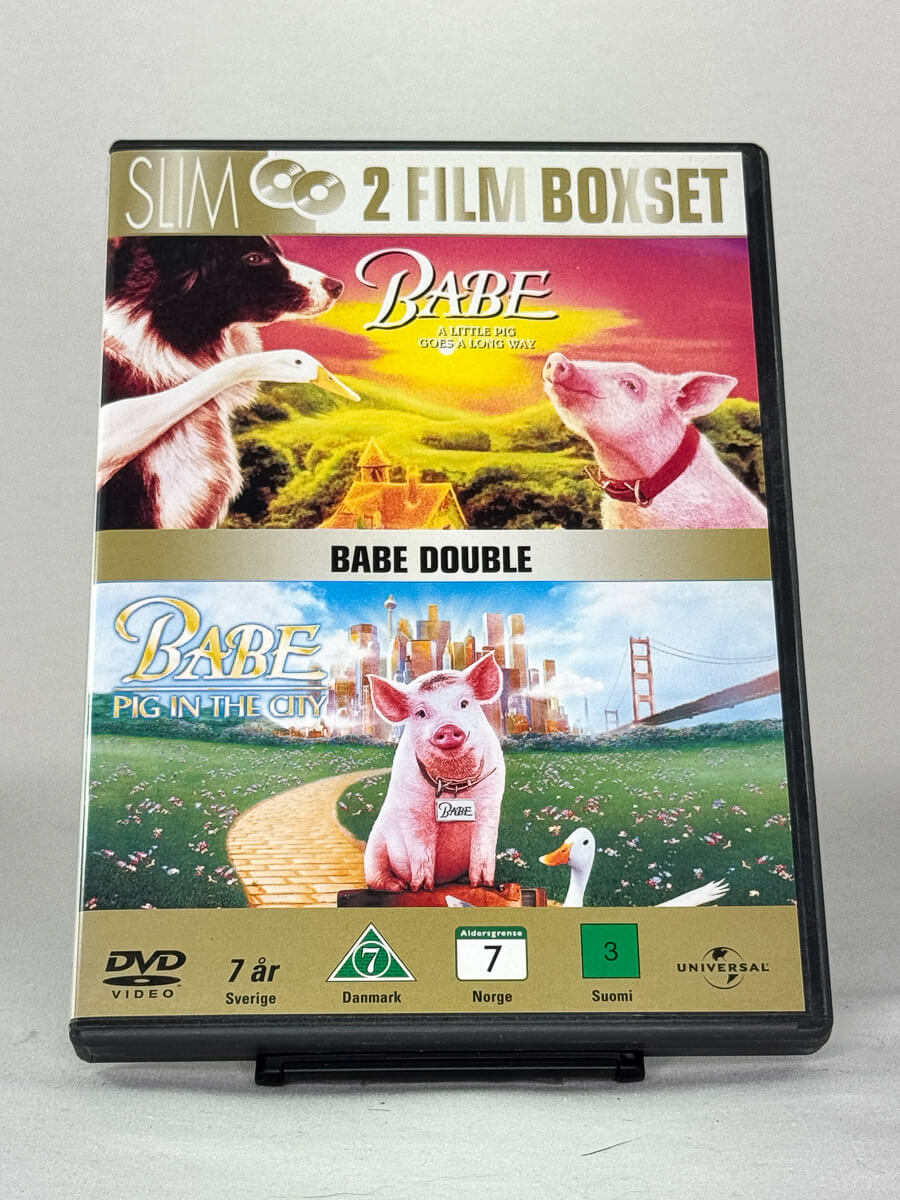 SLIM 2 FILM BOXSET
BABE
A LITTLE PIG
GOES A LONG WAY
BABE DOUBLE
BABE
PIG IN THE CITY
BABE
DVD
VIDEO
7 år
Sverige
7
Danmark
Aldersgrense
7
Norge
3
Suomi
UNIVERSAL